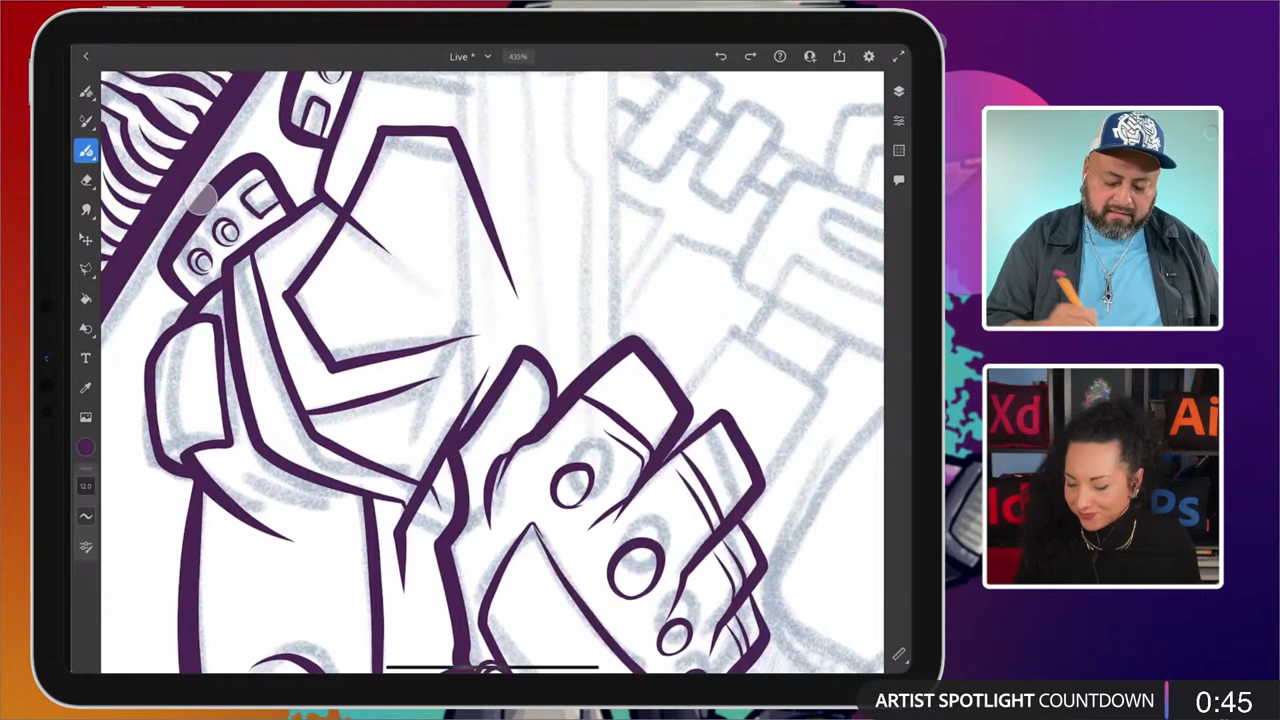 Live *
435%
T
12.0
Xd
Ai
Id
Ps
ARTIST SPOTLIGHT COUNTDOWN
0:45